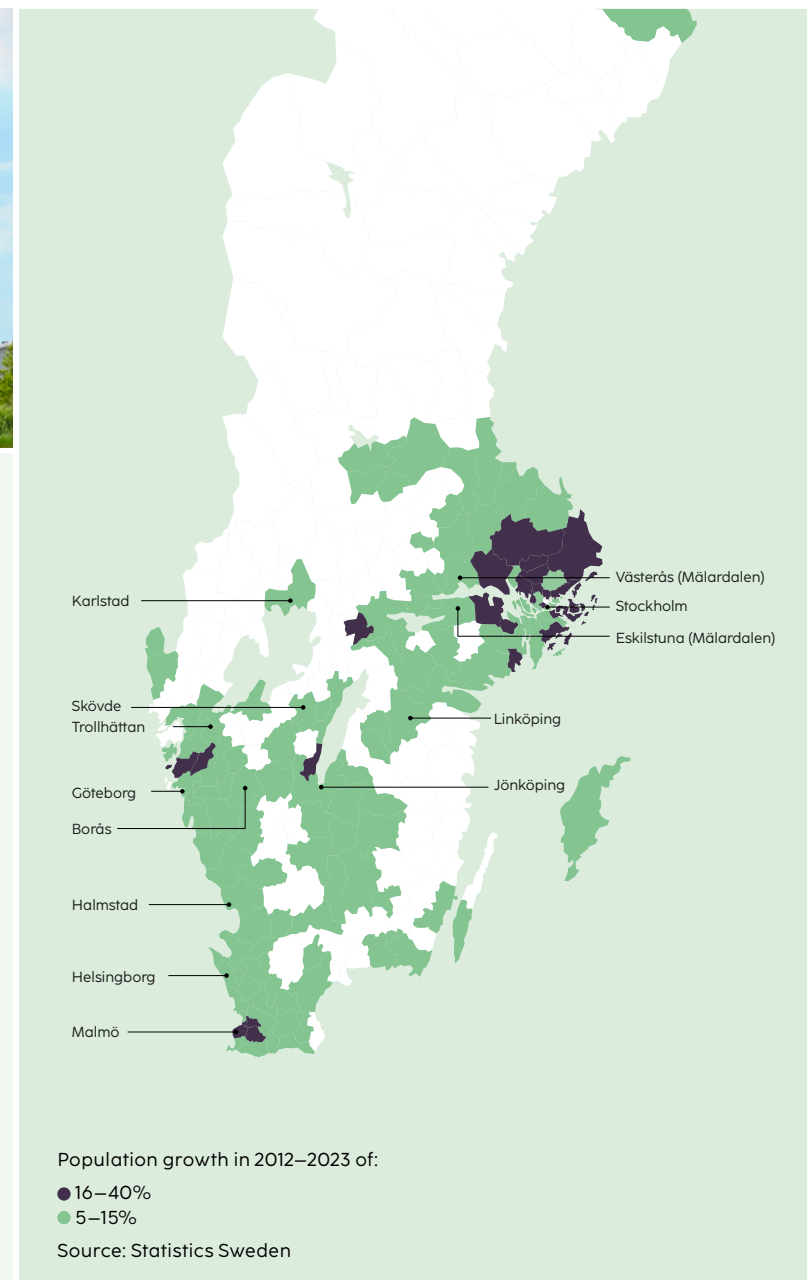 Västerås (Mälardalen)
Karlstad
Stockholm
Eskilstuna (Mälardalen)
Skövde
Linköping
Trollhättan
Jönköping
Göteborg
Borås
Halmstad
Helsingborg
Malmö
Population growth in 2012–2023 of:
16–40%
5–15%
Source: Statistics Sweden